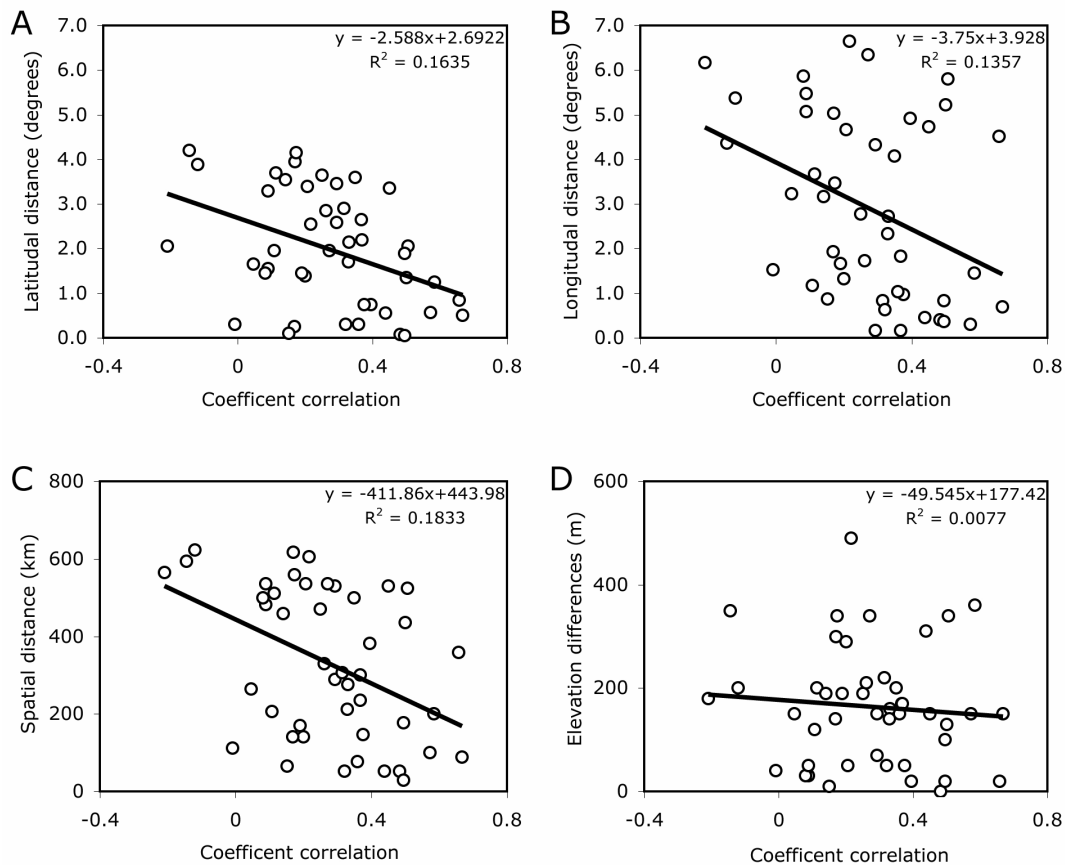 A
7.0
6.0
5.0
4.0
3.0
2.0
1.0
0.0
-0.4
0
0.4
0.8
Latitudal distance (degrees)
Coefficent correlation
y = -2.588x+2.6922
R² = 0.1635
B
7.0
6.0
5.0
4.0
3.0
2.0
1.0
0.0
-0.4
0
0.4
0.8
Longitudal distance (degrees)
Coefficent correlation
y = -3.75x+3.928
R² = 0.1357
C
800
600
400
200
0
-0.4
0
0.4
0.8
Spatial distance (km)
Coefficent correlation
y = -411.86x+443.98
R² = 0.1833
D
600
400
200
0
-0.4
0
0.4
0.8
Elevation differences (m)
Coefficent correlation
y = -49.545x+177.42
R² = 0.0077